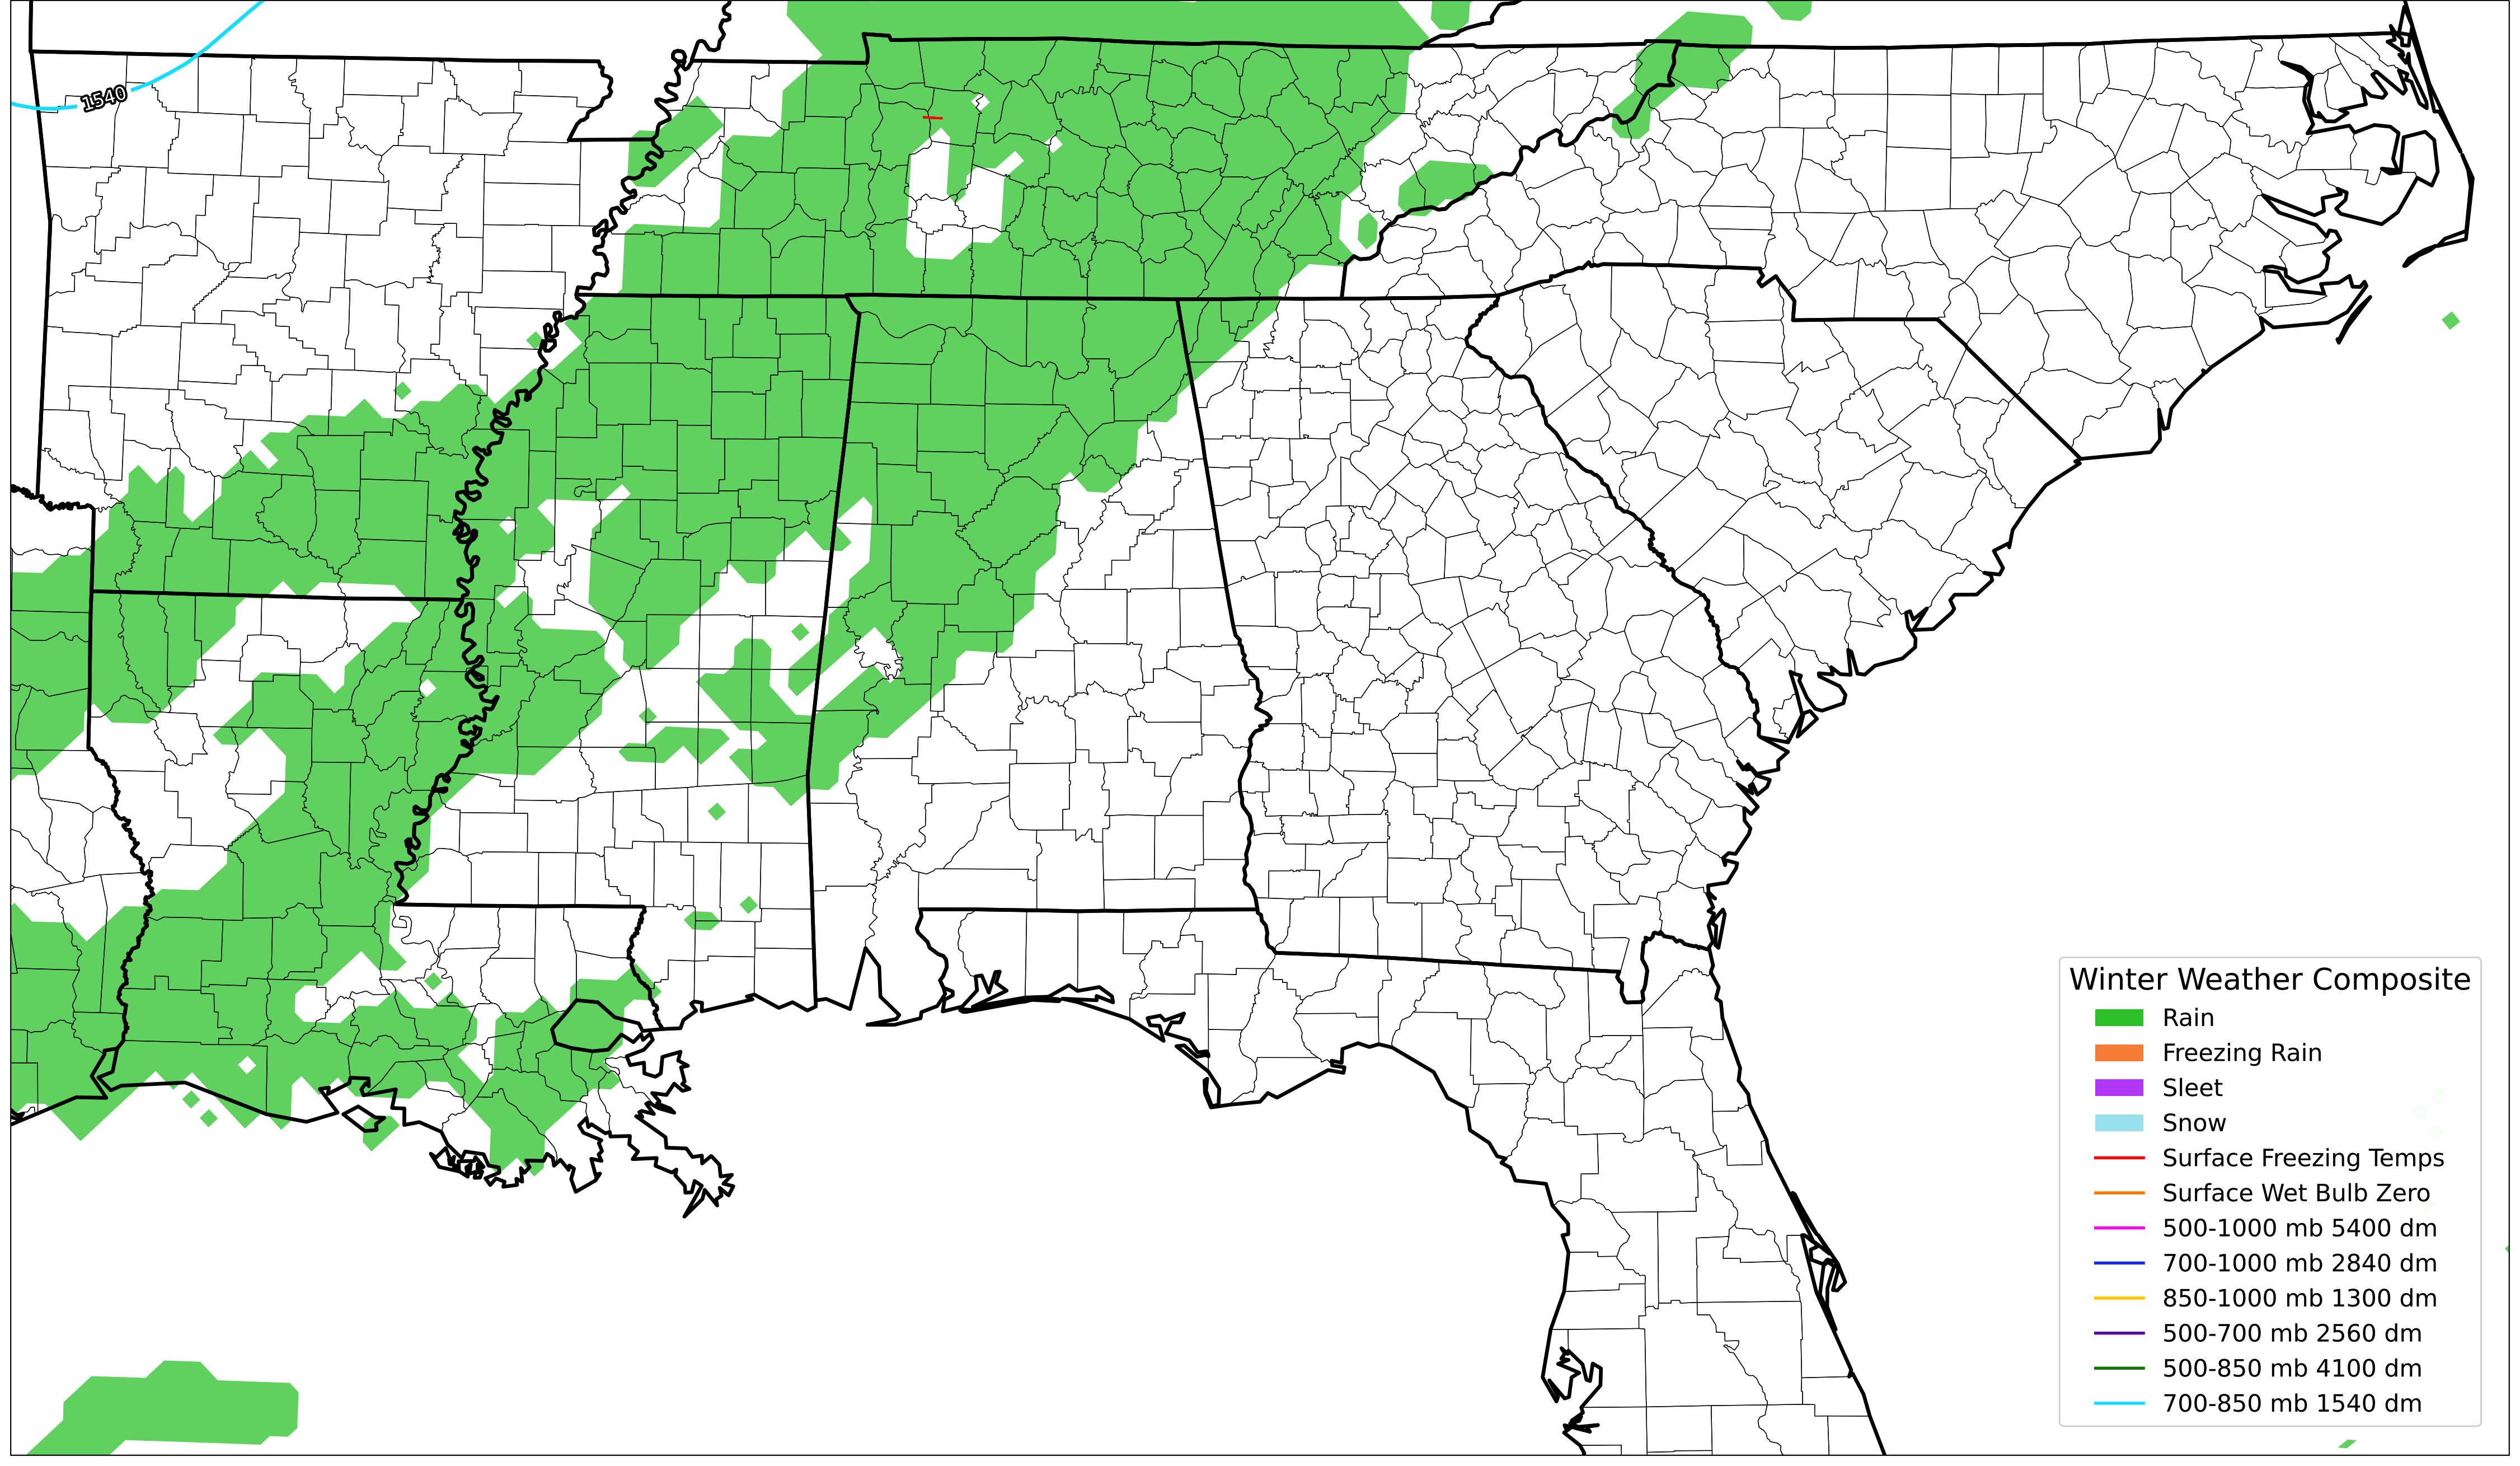 1540
Winter Weather Composite
Rain
Freezing Rain
Sleet
Snow
Surface Freezing Temps
Surface Wet Bulb Zero
500-1000 mb 5400 dm
700-1000 mb 2840 dm
850-1000 mb 1300 dm
500-700 mb 2560 dm
500-850 mb 4100 dm
700-850 mb 1540 dm